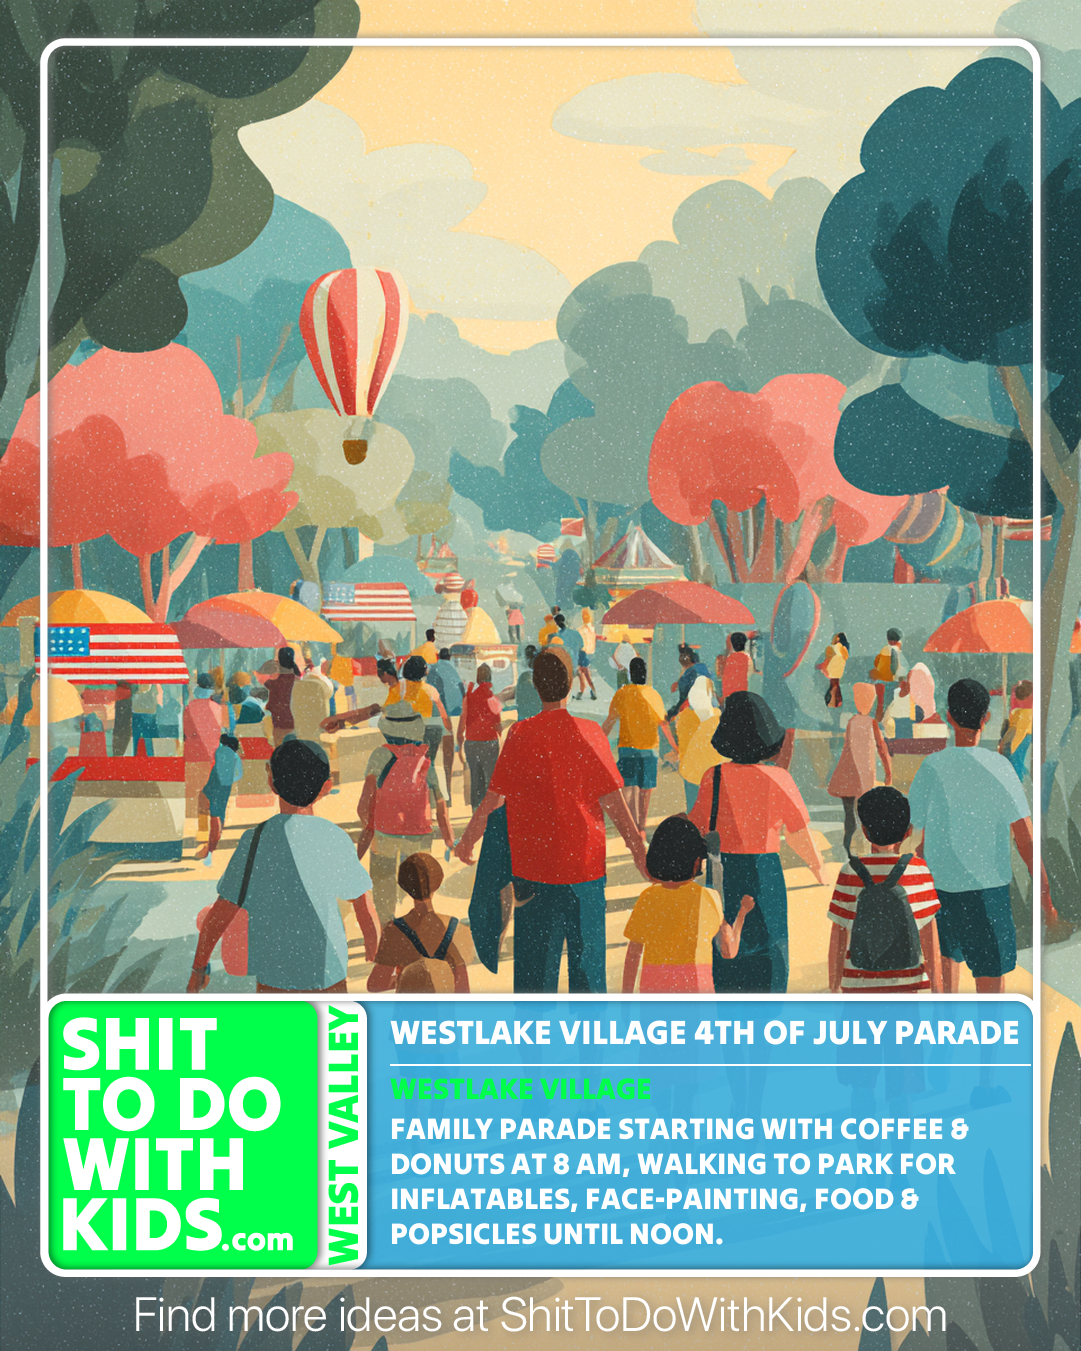 SHIT
TO DO
WITH
KIDS.com
WEST VALLEY
WESTLAKE VILLAGE 4TH OF JULY PARADE
WESTLAKE VILLAGE
FAMILY PARADE STARTING WITH COFFEE &
DONUTS AT 8 AM, WALKING TO PARK FOR
INFLATABLES, FACE-PAINTING, FOOD &
POPSICLES UNTIL NOON.
Find more ideas at ShitToDoWithKids.com